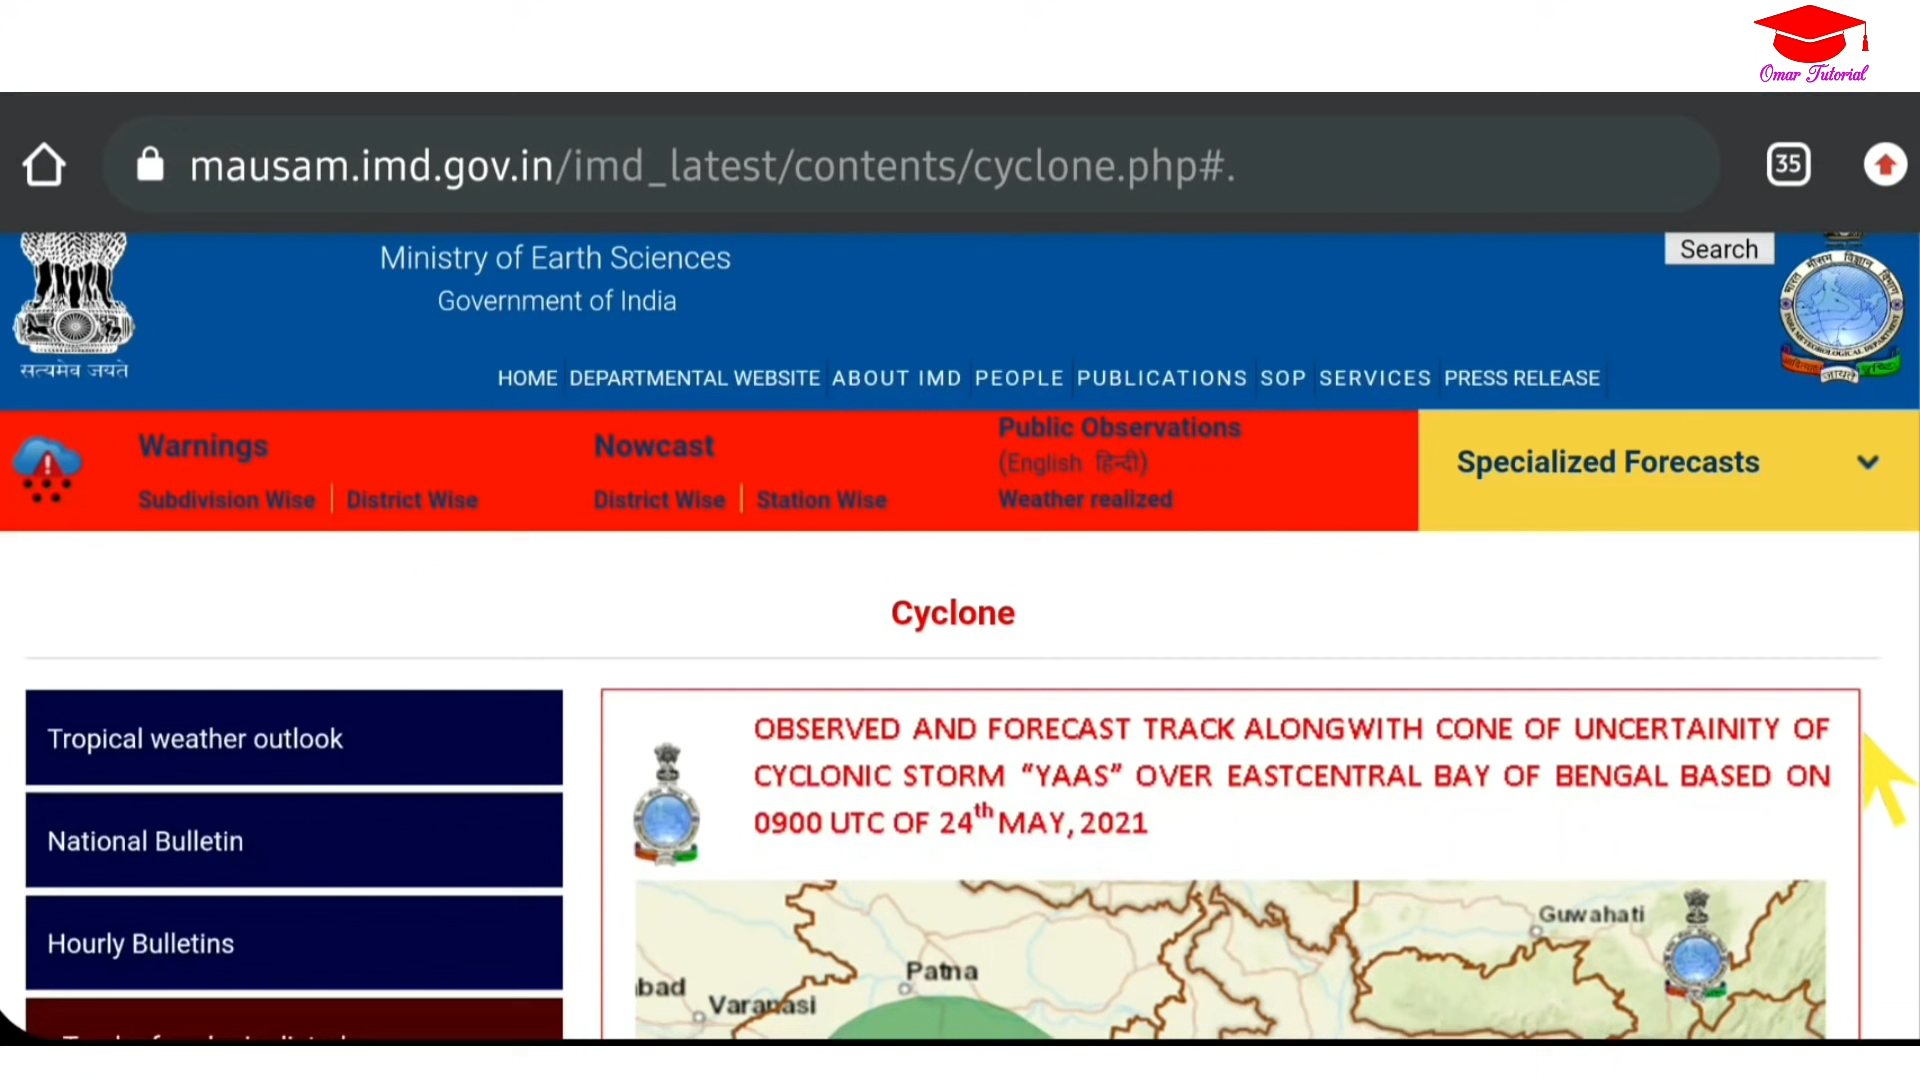 Omar Tutorial
mausam.imd.gov.in/imd_latest/contents/cyclone.php#.
35
Ministry of Earth Sciences
Government of India
Search
सत्यमेव जयते
HOME DEPARTMENTAL WEBSITE ABOUT IMD PEOPLE PUBLICATIONS SOP SERVICES PRESS RELEASE
Warnings
Subdivision Wise District Wise
Nowcast
District Wise Station Wise
Public Observations
(English हिन्दी)
Weather realized
Specialized Forecasts
Cyclone
Tropical weather outlook
National Bulletin
Hourly Bulletins
OBSERVED AND FORECAST TRACK ALONGWITH CONE OF UNCERTAINITY OF
CYCLONIC STORM “YAAS” OVER EASTCENTRAL BAY OF BENGAL BASED ON
0900 UTC OF 24th MAY, 2021
Guwahati
Patna
bad
Varanasi